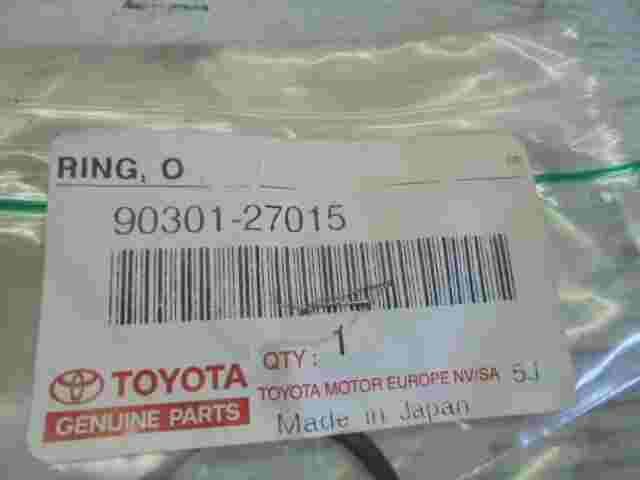 RING, O
90301-27015
QTY: 1
TOYOTA
TOYOTA MOTOR EUROPE NV/SA 5J
GENUINE PARTS
Made in Japan